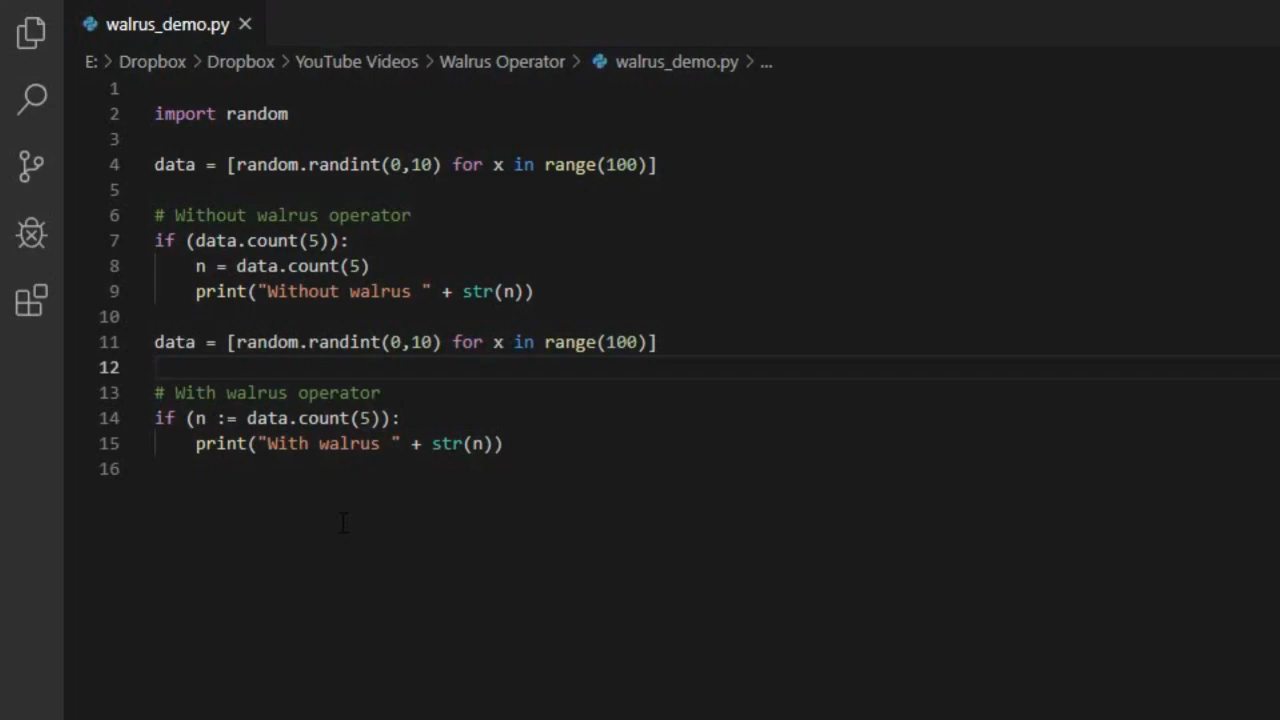 walrus_demo.py
E: > Dropbox > Dropbox > YouTube Videos > Walrus Operator > walrus_demo.py > ...
1
2 import random
3
4 data = [random.randint(0,10) for x in range(100)]
5
6 # Without walrus operator
7 if (data.count(5)):
8     n = data.count(5)
9     print("Without walrus " + str(n))
10
11 data = [random.randint(0,10) for x in range(100)]
12
13 # With walrus operator
14 if (n := data.count(5)):
15     print("With walrus " + str(n))
16